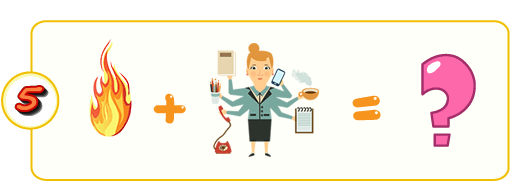 5
+ = ?